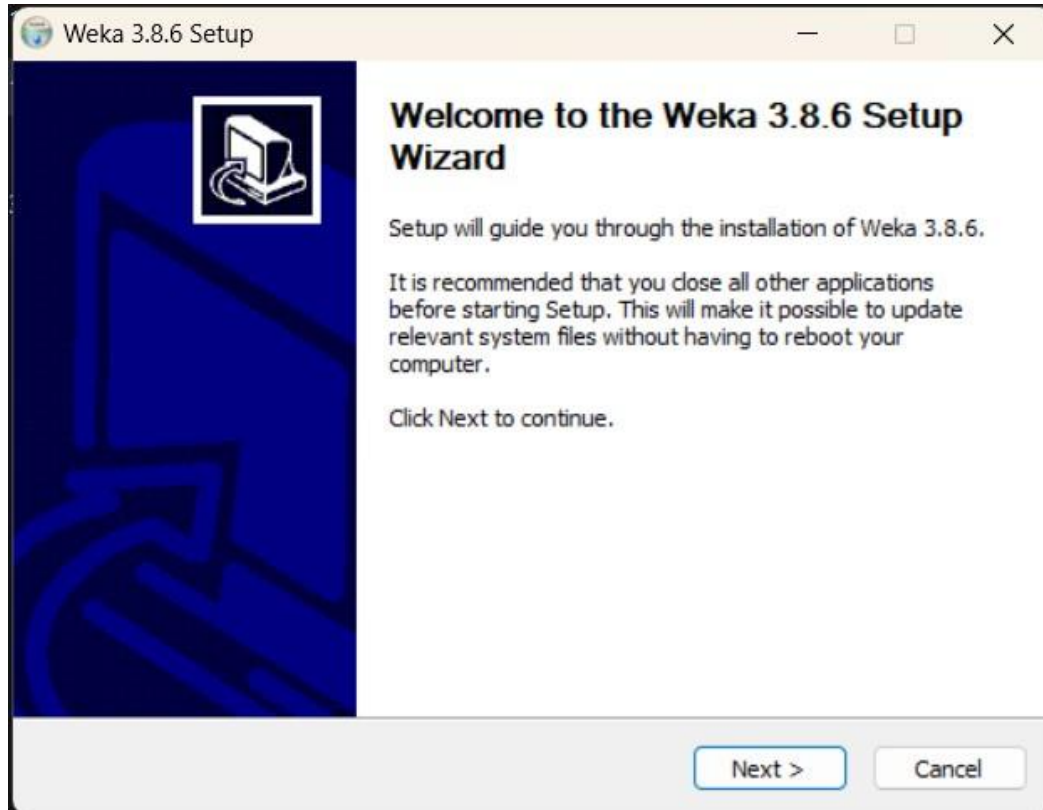 Weka 3.8.6 Setup
Welcome to the Weka 3.8.6 Setup
Wizard
Setup will guide you through the installation of Weka 3.8.6.
It is recommended that you close all other applications
before starting Setup. This will make it possible to update
relevant system files without having to reboot your
computer.
Click Next to continue.
Next >
Cancel